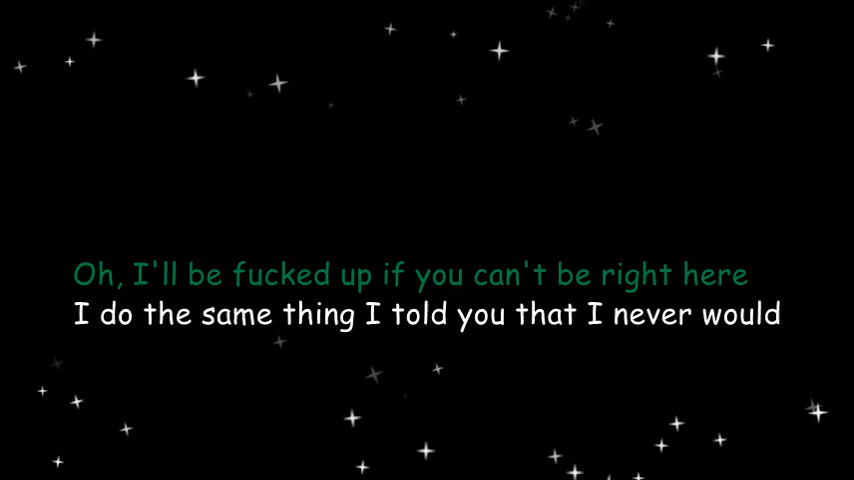 Oh, I'll be fucked up if you can't be right here
I do the same thing I told you that I never would